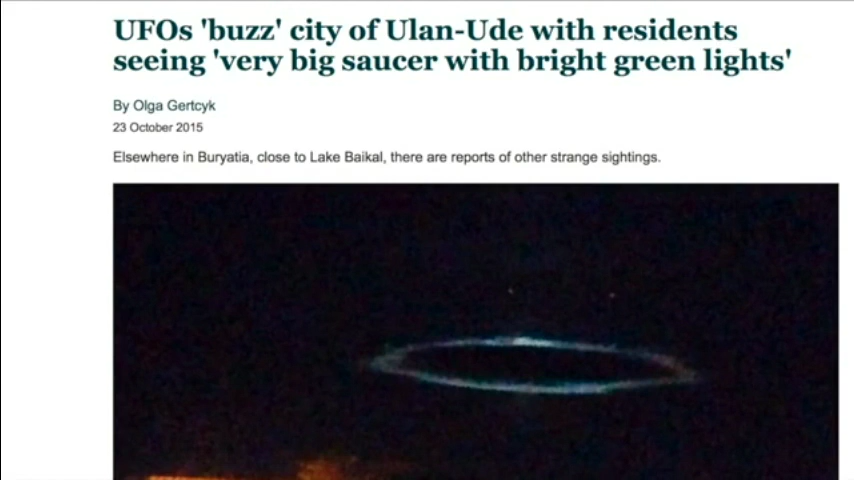 UFOs 'buzz' city of Ulan-Ude with residents
seeing 'very big saucer with bright green lights'
By Olga Gertcyk
23 October 2015
Elsewhere in Buryatia, close to Lake Baikal, there are reports of other strange sightings.